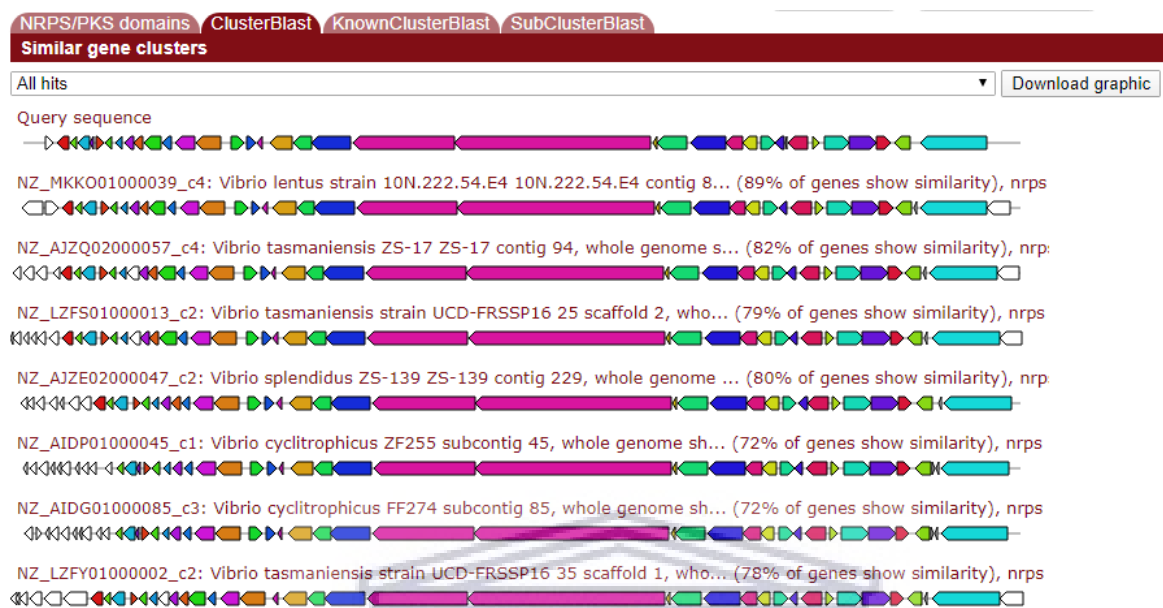 NRPS/PKS domains ClusterBlast KnownClusterBlast SubClusterBlast
Similar gene clusters
All hits Download graphic
Query sequence
NZ_MKKO01000039_c4: Vibrio lentus strain 10N.222.54.E4 10N.222.54.E4 contig 8... (89% of genes show similarity), nrps
NZ_AJZQ02000057_c4: Vibrio tasmaniensis ZS-17 ZS-17 contig 94, whole genome s... (82% of genes show similarity), nrps
NZ_LZFS01000013_c2: Vibrio tasmaniensis strain UCD-FRSSP16 25 scaffold 2, who... (79% of genes show similarity), nrps
NZ_AJZE02000047_c2: Vibrio splendidus ZS-139 ZS-139 contig 229, whole genome ... (80% of genes show similarity), nrp
NZ_AIDP01000045_c1: Vibrio cyclitrophicus ZF255 subcontig 45, whole genome sh... (72% of genes show similarity), nrps
NZ_AIDG01000085_c3: Vibrio cyclitrophicus FF274 subcontig 85, whole genome sh... (72% of genes show similarity), nrps
NZ_LZFY01000002_c2: Vibrio tasmaniensis strain UCD-FRSSP16 35 scaffold 1, who... (78% of genes show similarity), nrps